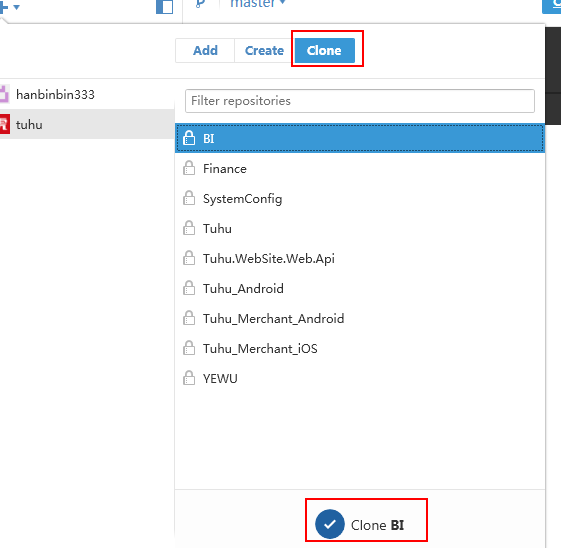 master
Add Create Clone
hanbinbin333
tuhu
Filter repositories
BI
Finance
SystemConfig
Tuhu
Tuhu.WebSite.Web.Api
Tuhu_Android
Tuhu_Merchant_Android
Tuhu_Merchant_iOS
YEWU
Clone BI